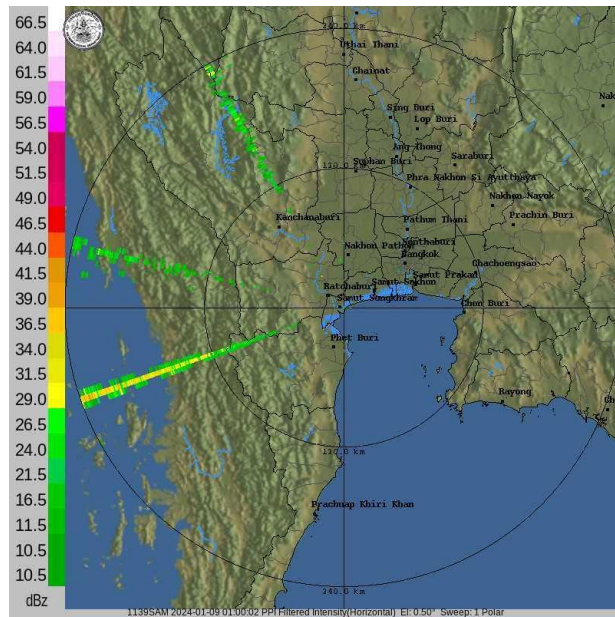 66.5
64.0
61.5
59.0
56.5
54.0
51.5
49.0
46.5
44.0
41.5
39.0
36.5
34.0
31.5
29.0
26.5
24.0
21.5
16.5
11.5
10.5
10.5
dBz
240.0 km
Uthai Thani
Chainat
Sing Buri
Lop Buri
Ang Thong
Saraburi
120.0 km
Suphan Buri
Phra Nakhon Si Ayutthaya
Nakhon Nayok
Prachin Buri
Kanchanaburi
Pathum Thani
Nonthaburi
Nakhon Pathom
Bangkok
Chachoengsao
Samut Prakan
Samut Sakhon
Ratchaburi
Samut Songkhram
Chon Buri
Phet Buri
Rayong
120.0 km
Prachuap Khiri Khan
240.0 km
Nak
Ch
1139SAM 2024-01-09 01:00:02 PPI Filtered Intensity(Horizontal) El: 0.50° Sweep: 1 Polar